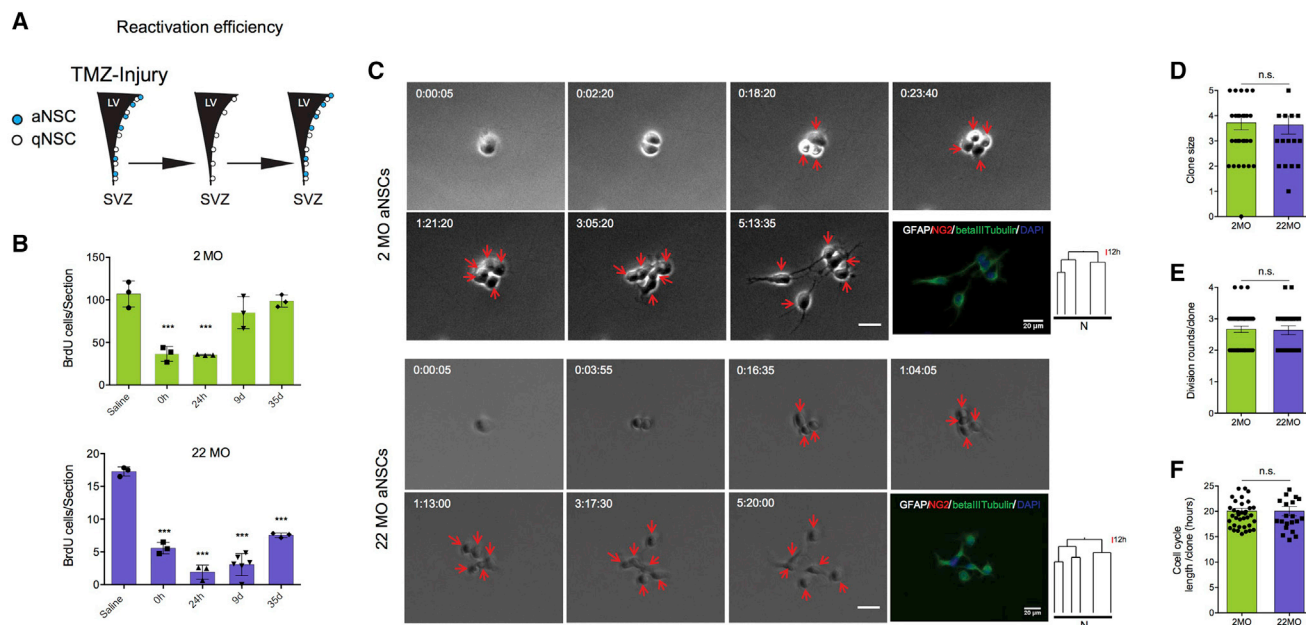 A
Reactivation efficiency
TMZ-Injury
aNSC
qNSC
LV
LV
LV
SVZ
SVZ
SVZ
B
2 MO
BrdU cells/Section
150
100
50
0
***
***
Saline
0h
24h
9d
35d
22 MO
BrdU cells/Section
20
15
10
5
0
***
***
***
***
Saline
0h
24h
9d
35d
C
2 MO aNSCs
0:00:05
0:02:20
0:18:20
0:23:40
1:21:20
3:05:20
5:13:35
GFAP/NG2/betaIIITubulin/DAPI
20 µm
12h
N
22 MO aNSCs
0:00:05
0:03:55
0:16:35
1:04:05
1:13:00
3:17:30
5:20:00
GFAP/NG2/betaIIITubulin/DAPI
20 µm
12h
N
D
n.s.
Clone size
5
4
3
2
1
0
2MO
22MO
E
n.s.
Division rounds/clone
4
3
2
1
0
2MO
22MO
F
n.s.
Ccell cycle
length /clone (hours)
25
20
15
10
5
0
2MO
22MO